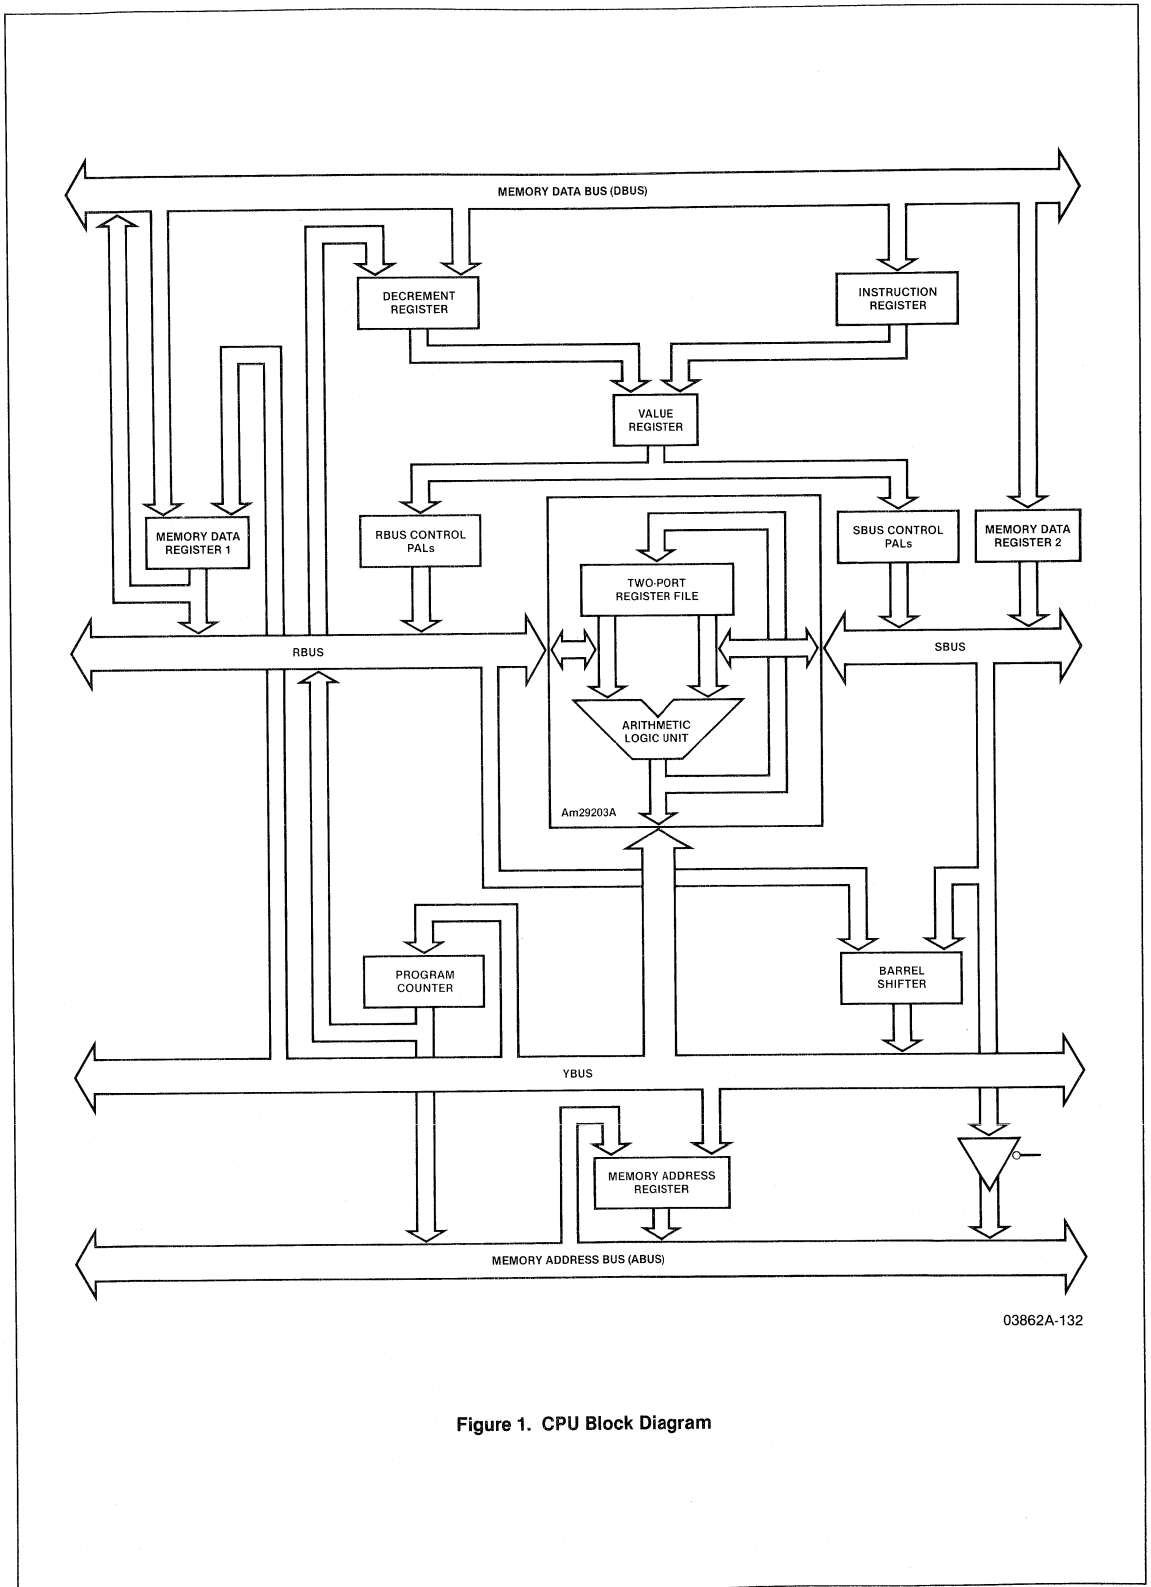 MEMORY DATA BUS (DBUS)
DECREMENT
REGISTER
INSTRUCTION
REGISTER
VALUE
REGISTER
MEMORY DATA
REGISTER 1
RBUS CONTROL
PALs
SBUS CONTROL
PALs
MEMORY DATA
REGISTER 2
TWO-PORT
REGISTER FILE
RBUS
SBUS
ARITHMETIC
LOGIC UNIT
Am29203A
PROGRAM
COUNTER
BARREL
SHIFTER
YBUS
MEMORY ADDRESS
REGISTER
MEMORY ADDRESS BUS (ABUS)
03862A-132
Figure 1. CPU Block Diagram